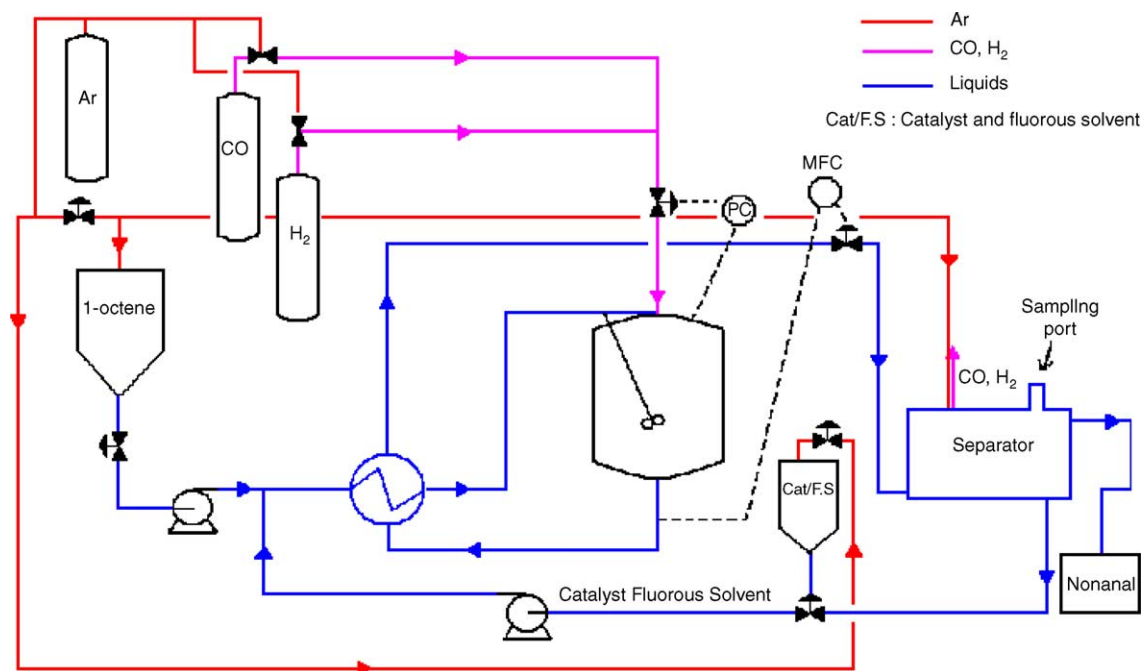 Ar
CO, H2
Liquids
Cat/F.S : Catalyst and fluorous solvent
Ar
CO
H2
MFC
PC
1-octene
Sampling
port
CO, H2
Separator
Cat/F.S
Catalyst Fluorous Solvent
Nonanal